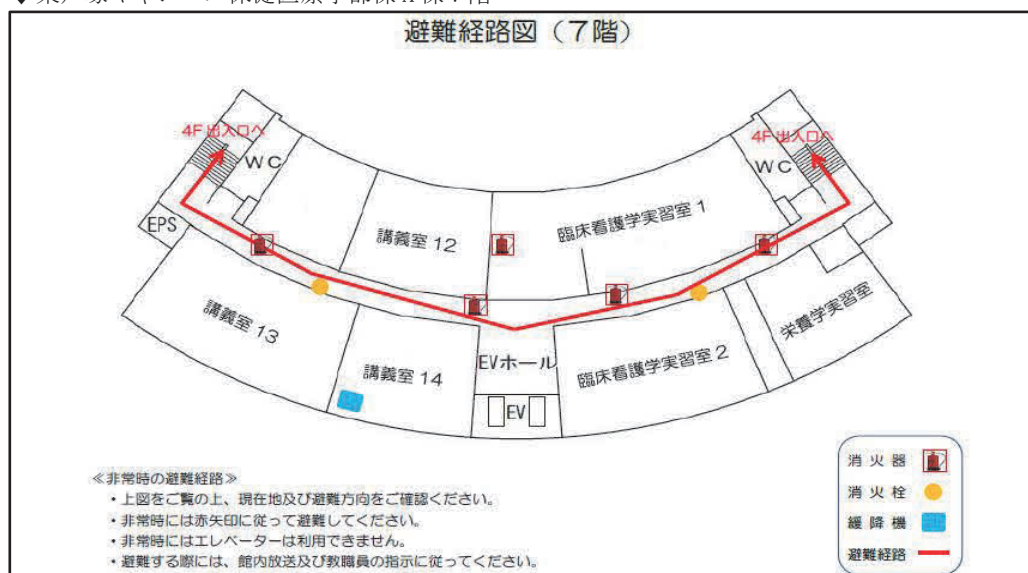 避難経路図（7階）
4F出入口へ
4F出入口へ
WC
WC
EPS
講義室12
臨床看護学実習室1
講義室13
講義室14
EVホール
EV
臨床看護学実習室2
栄養学実習室
≪非常時の避難経路≫
・上図をご覧の上、現在地及び避難方向をご確認ください。
・非常時には赤矢印に従って避難してください。
・非常時にはエレベーターは利用できません。
・避難する際には、館内放送及び教職員の指示に従ってください。
消火器
消火栓
緩降機
避難経路